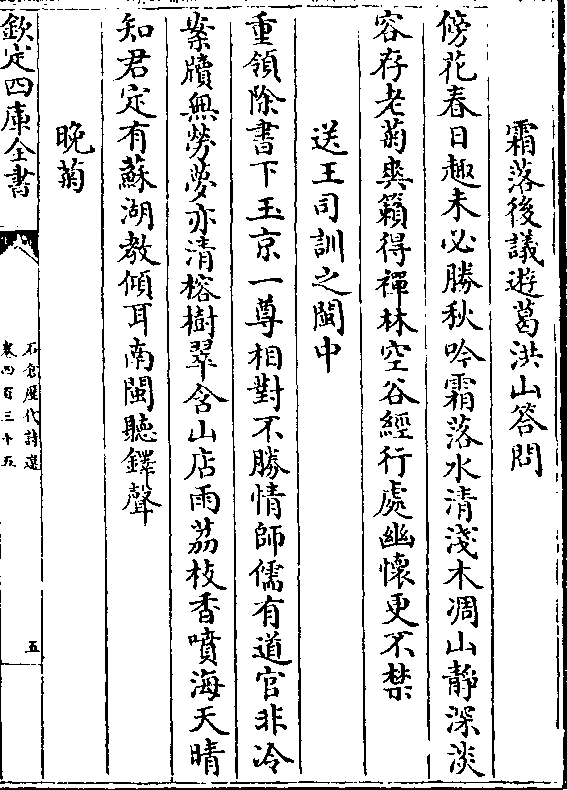 霜落後議遊葛洪山答問
傍花春日趣未必勝秋吟霜落水清淺木凋山靜深淡
容存老菊爽籟得禪林空谷經行處幽懷更不禁
送王司訓之閩中
重領除書下玉京一尊相對不勝情師儒有道官非冷
案牘無勞夢亦清榕樹翠含山店雨荔枝香噴海天晴
知君定有蘇湖教傾耳南閩聽鐸聲
晚菊
欽定四庫全書
石倉歷代詩選
卷四百三十五
五